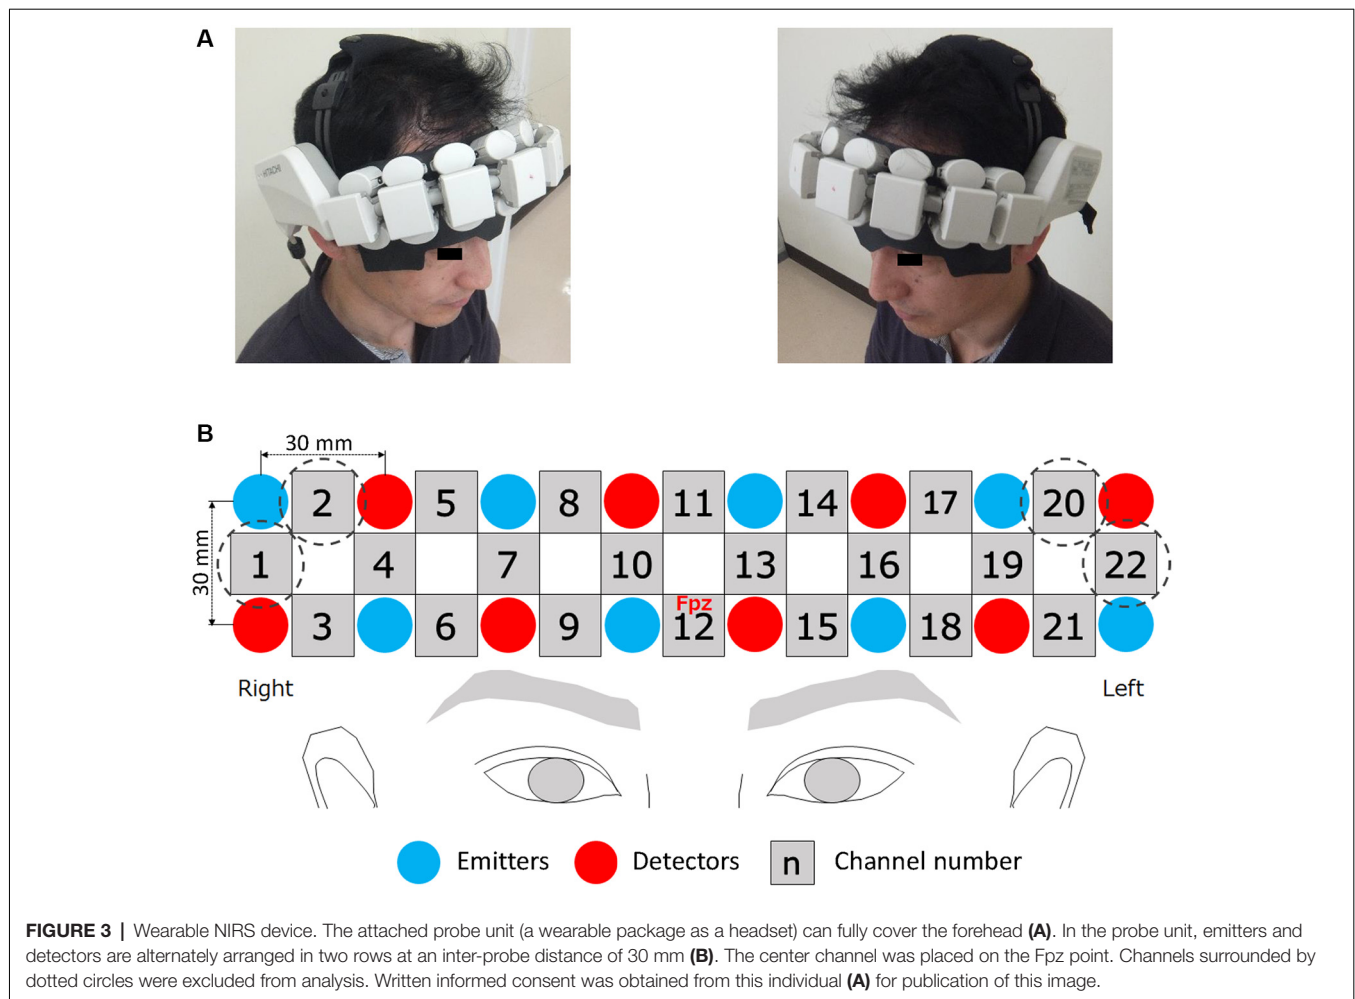 A
HITACHI
B
30 mm
2 5 8 11 14 17 20
30 mm
1 4 7 10 13 16 19 22
Fpz
3 6 9 12 15 18 21
Right Left
Emitters Detectors n Channel number
FIGURE 3 | Wearable NIRS device. The attached probe unit (a wearable package as a headset) can fully cover the forehead (A). In the probe unit, emitters and
detectors are alternately arranged in two rows at an inter-probe distance of 30 mm (B). The center channel was placed on the Fpz point. Channels surrounded by
dotted circles were excluded from analysis. Written informed consent was obtained from this individual (A) for publication of this image.